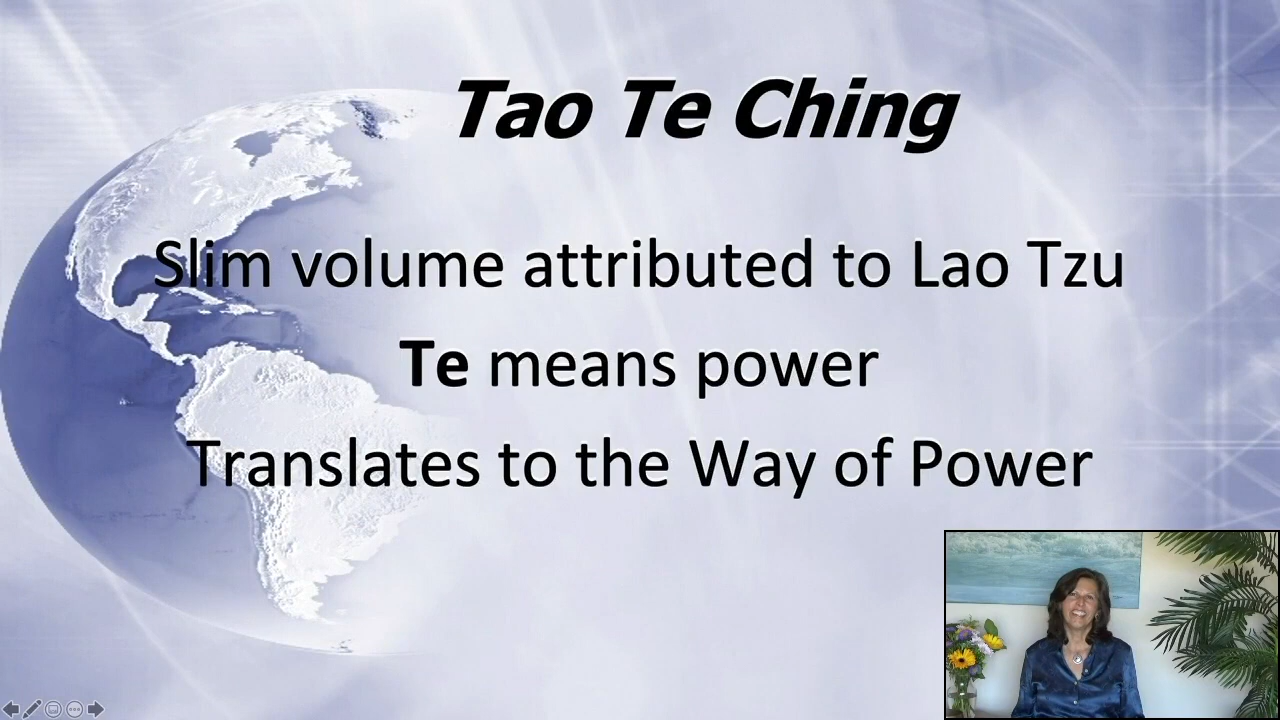 Tao Te Ching
Slim volume attributed to Lao Tzu
Te means power
Translates to the Way of Power